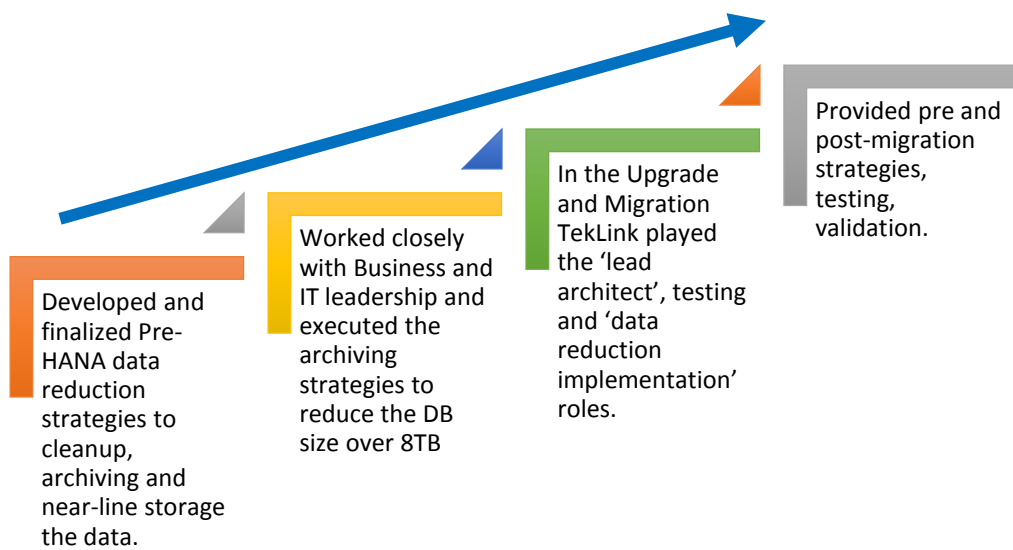 Developed and
finalized Pre-
HANA data
reduction
strategies to
cleanup,
archiving and
near-line storage
the data.
Worked closely
with Business and
IT leadership and
executed the
archiving
strategies to
reduce the DB
size over 8TB
In the Upgrade
and Migration
TekLink played
the ‘lead
architect’, testing
and ‘data
reduction
implementation’
roles.
Provided pre and
post-migration
strategies,
testing,
validation.